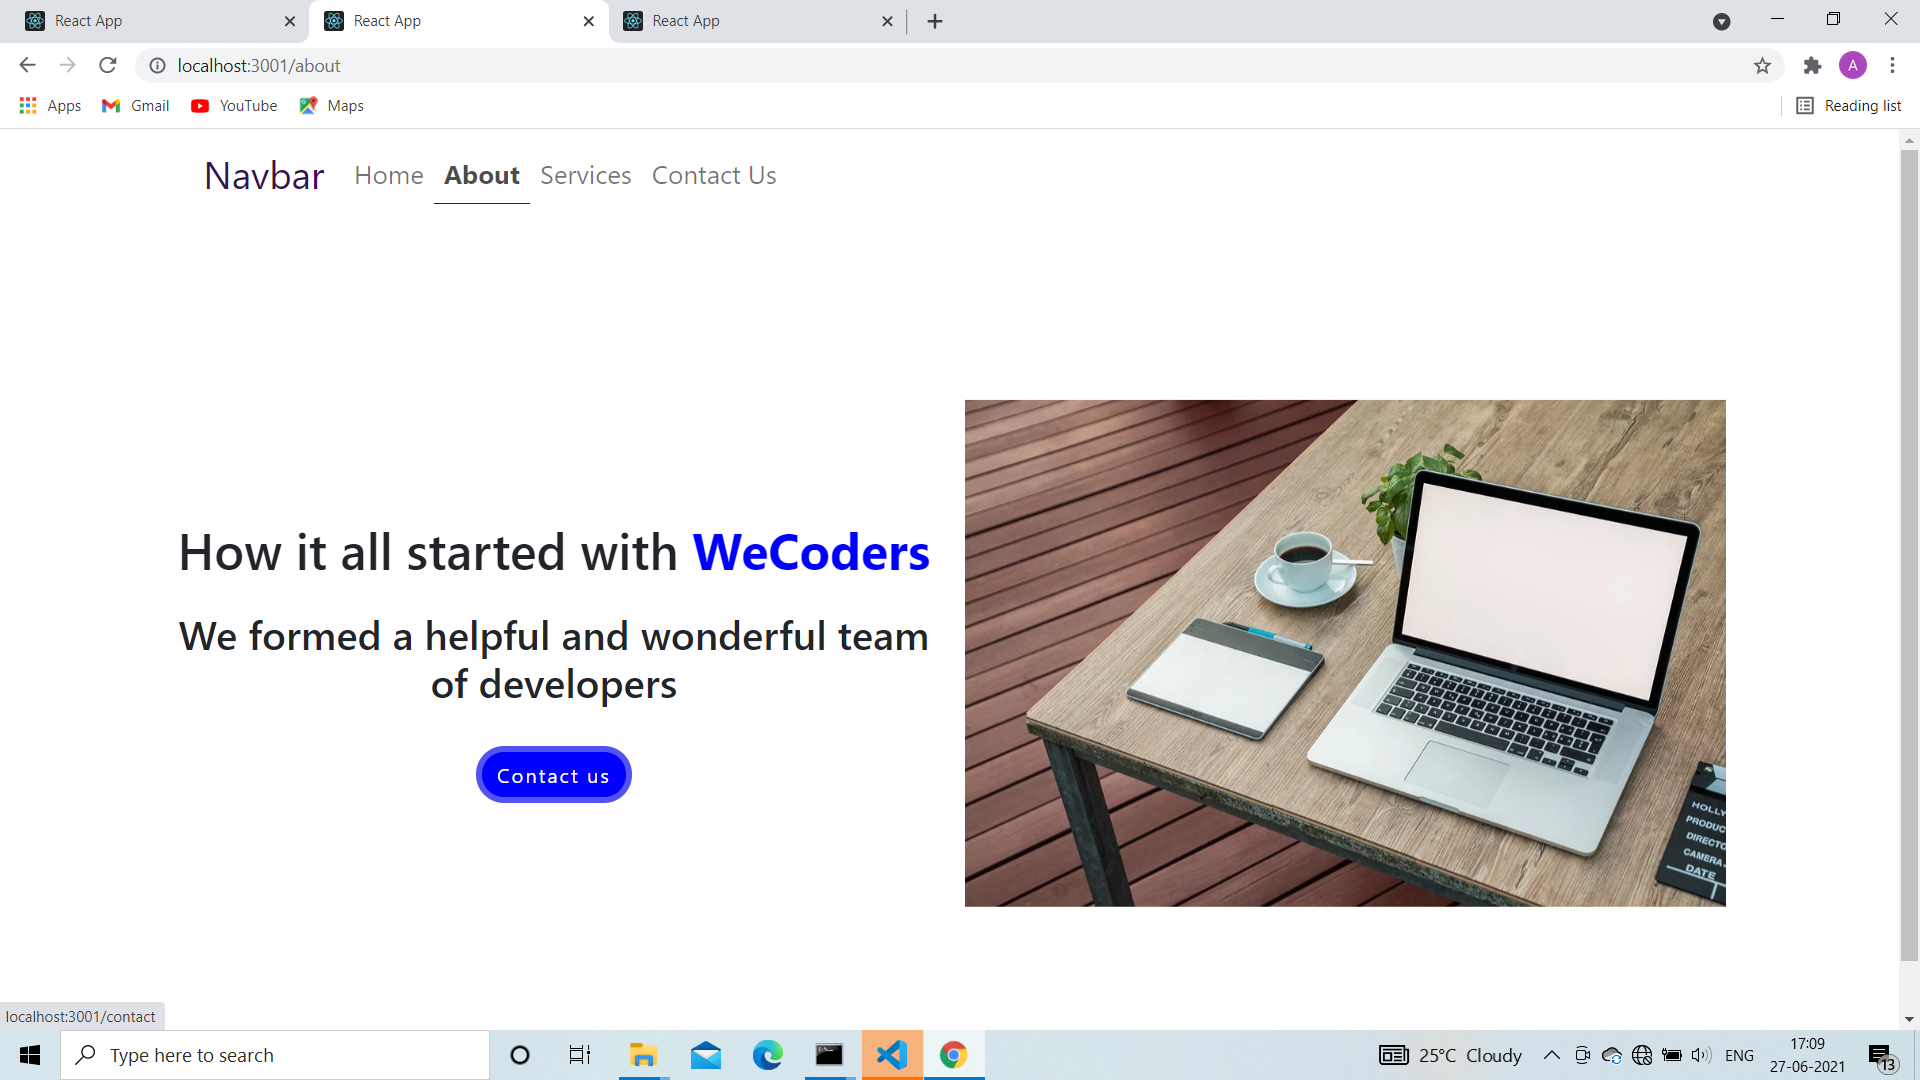 React App
React App
React App
localhost:3001/about
A
Apps
Gmail
YouTube
Maps
Reading list
Navbar
Home
About
Services
Contact Us
How it all started with WeCoders
We formed a helpful and wonderful team
of developers
Contact us
HOLLY
PRODUC
DIRECTO
CAMERA
DATE
localhost:3001/contact
Type here to search
25°C Cloudy
ENG
17:09
27-06-2021
13